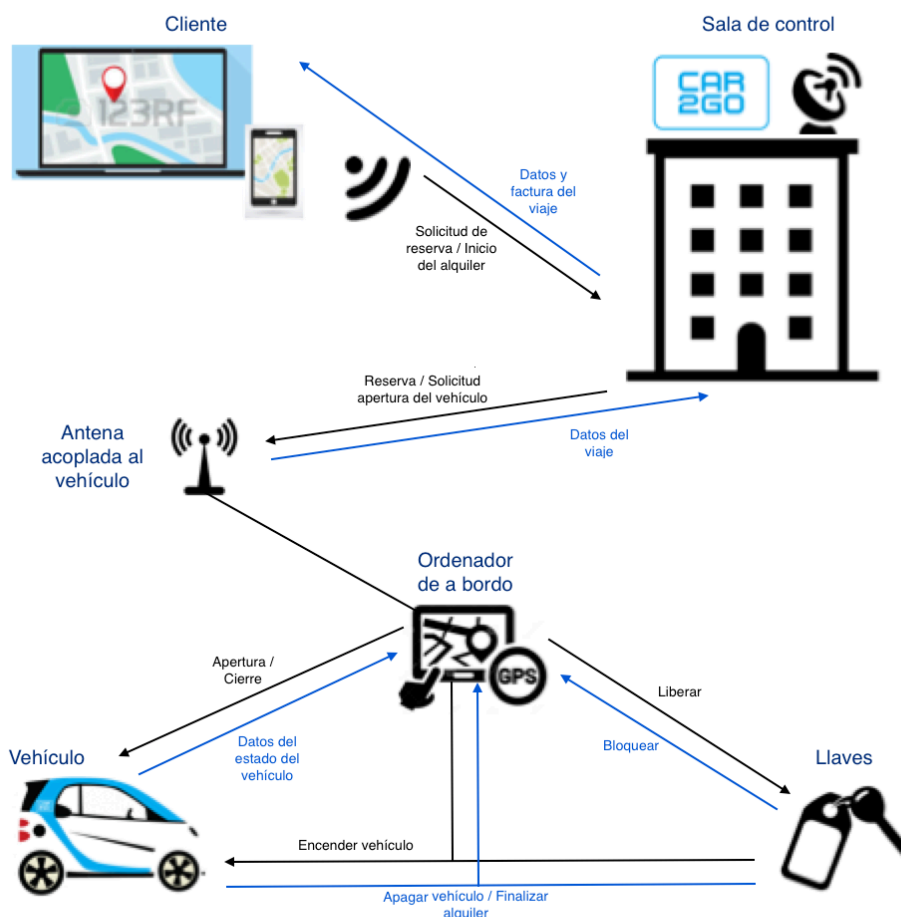 Cliente
Sala de control
CAR
2GO
123RF
Datos y
factura del
viaje
Solicitud de
reserva / Inicio
del alquiler
Reserva / Solicitud
apertura del vehículo
Datos del
viaje
Antena
acoplada al
vehículo
Ordenador
de a bordo
GPS
Apertura /
Cierre
Datos del
estado del
vehículo
Liberar
Bloquear
Vehículo
Llaves
Encender vehículo
Apagar vehículo / Finalizar
alquiler